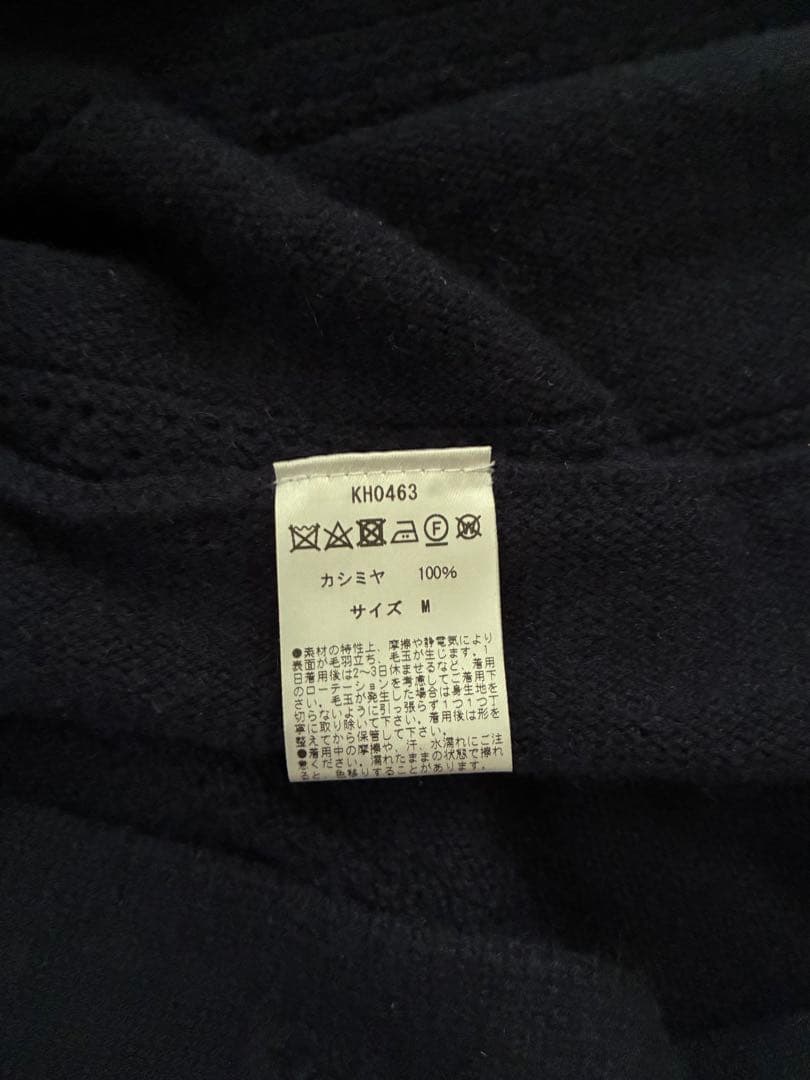 KH0463
F W
カシミヤ 100%
サイズ M
●素材の特性上、摩擦や静電気により
表面が毛羽立ち、毛玉が生じます。1
日着用後は2～3日休ませるなど、着用
のローテーションを考慮してご着用下
さい。毛玉が発生した場合は身生地を
切らないように引っ張らず1つ1つ丁
寧に取り除いて下さい。着用後は形を
整えてから保管して下さい。
●着用中の摩擦や、汗、水濡れにご注
意ください。濡れたままの状態で擦れ
ると、色移りすることがあります。